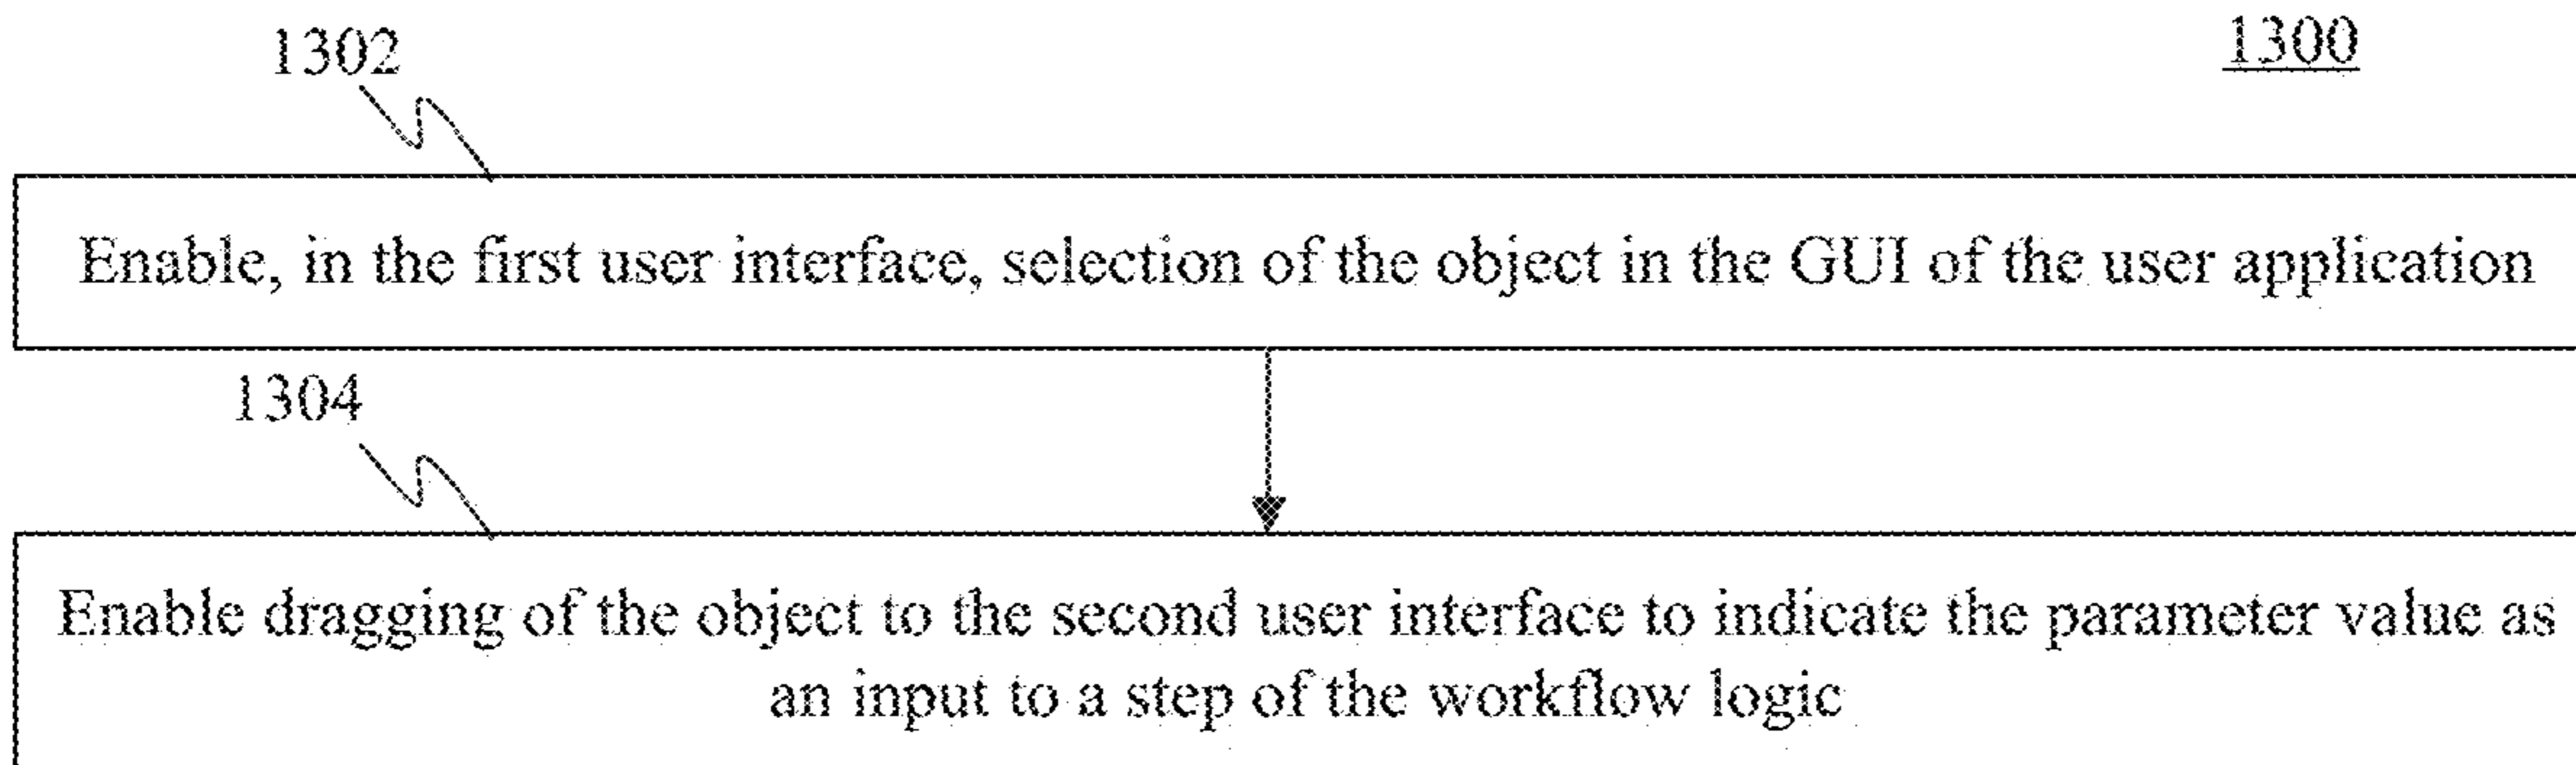 1302
1300
Enable, in the first user interface, selection of the object in the GUI of the user application
1304
Enable dragging of the object to the second user interface to indicate the parameter value as
an input to a step of the workflow logic